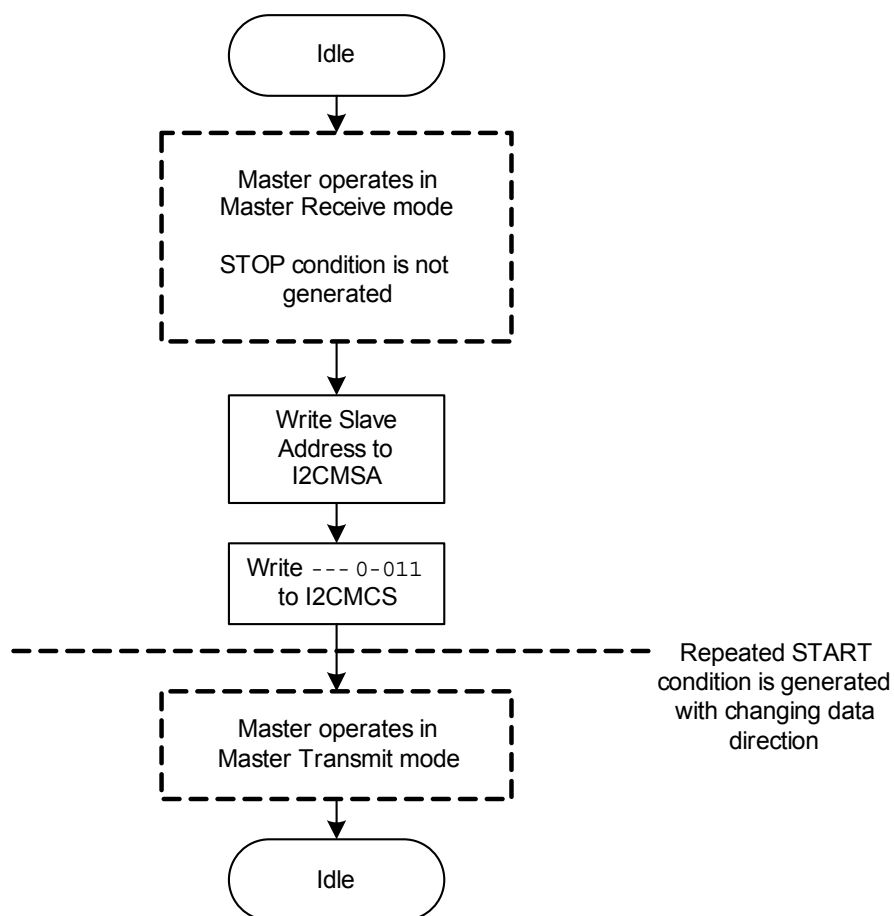 Idle
Master operates in
Master Receive mode
STOP condition is not
generated
Write Slave
Address to
I2CMSA
Write --- 0-011
to I2CMCS
Repeated START
condition is generated
with changing data
direction
Master operates in
Master Transmit mode
Idle